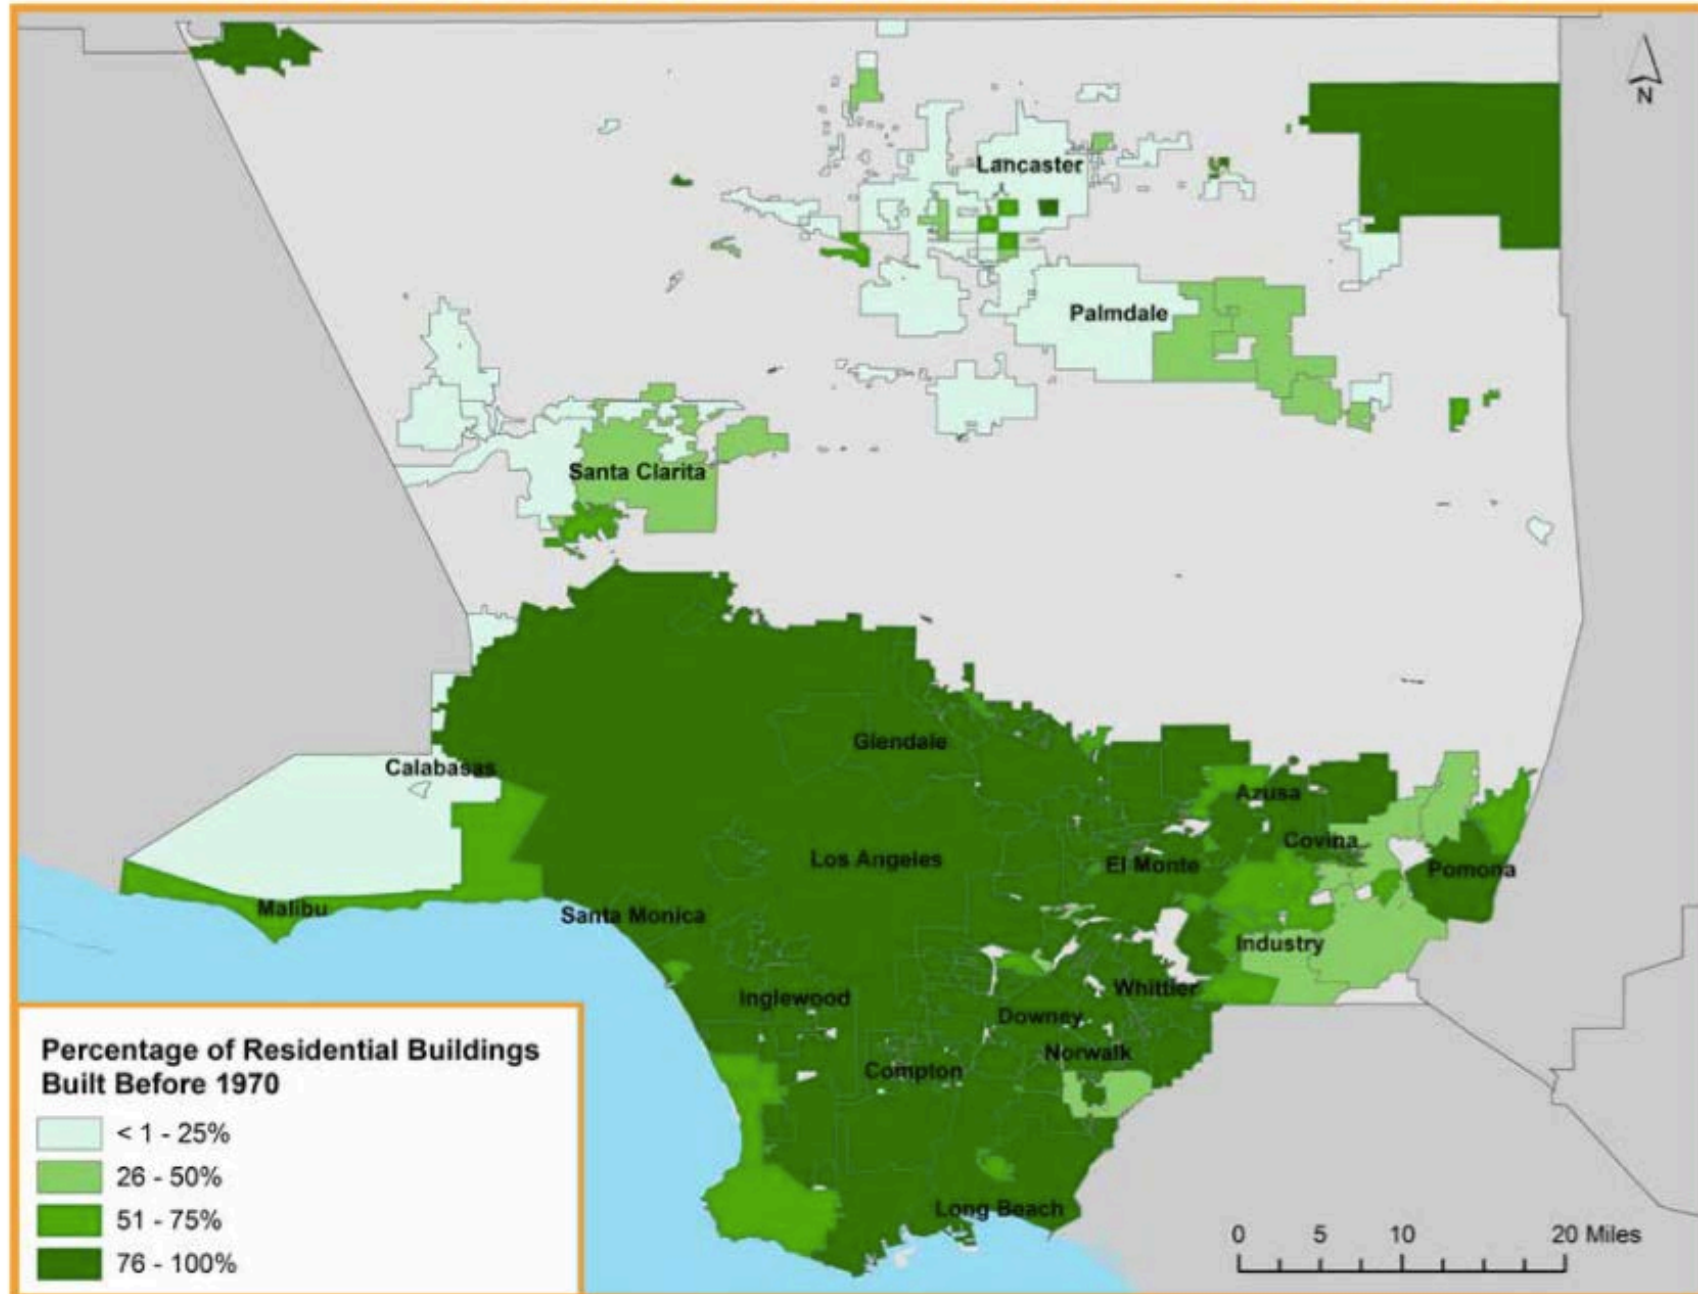 N
Lancaster
Palmdale
Santa Clarita
Glendale
Calabasas
Azusa
Covina
Los Angeles
El Monte
Pomona
Malibu
Santa Monica
Industry
Inglewood
Whittier
Downey
Norwalk
Compton
Long Beach
Percentage of Residential Buildings
Built Before 1970
< 1 - 25%
26 - 50%
51 - 75%
76 - 100%
0 5 10 20 Miles